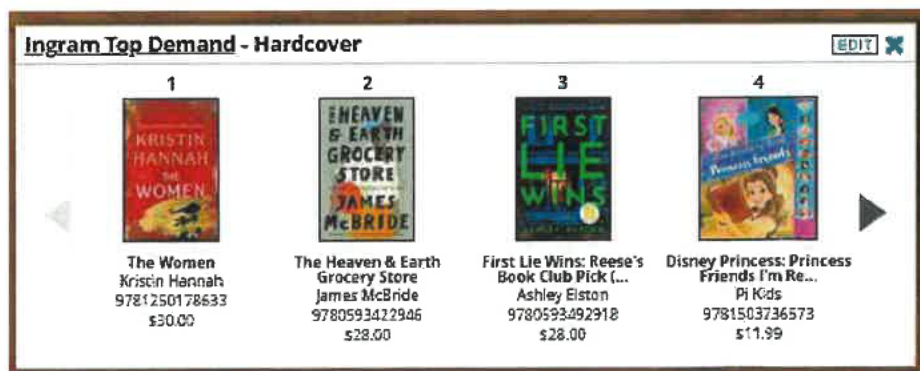 Ingram Top Demand - Hardcover
EDIT
1
2
3
4
KRISTIN
HANNAH
THE
WOMEN
THE HEAVEN
& EARTH
GROCERY
STORE
JAMES
McBRIDE
FIRST
LIE
WINS
Princess Friends
The Women
Kristin Hannah
9781250178633
$30.00
The Heaven & Earth
Grocery Store
James McBride
9780593422946
$28.00
First Lie Wins: Reese's
Book Club Pick (...
Ashley Elston
9780593492918
$28.00
Disney Princess: Princess
Friends I'm Re...
Pi Kids
9781503736573
$11.99